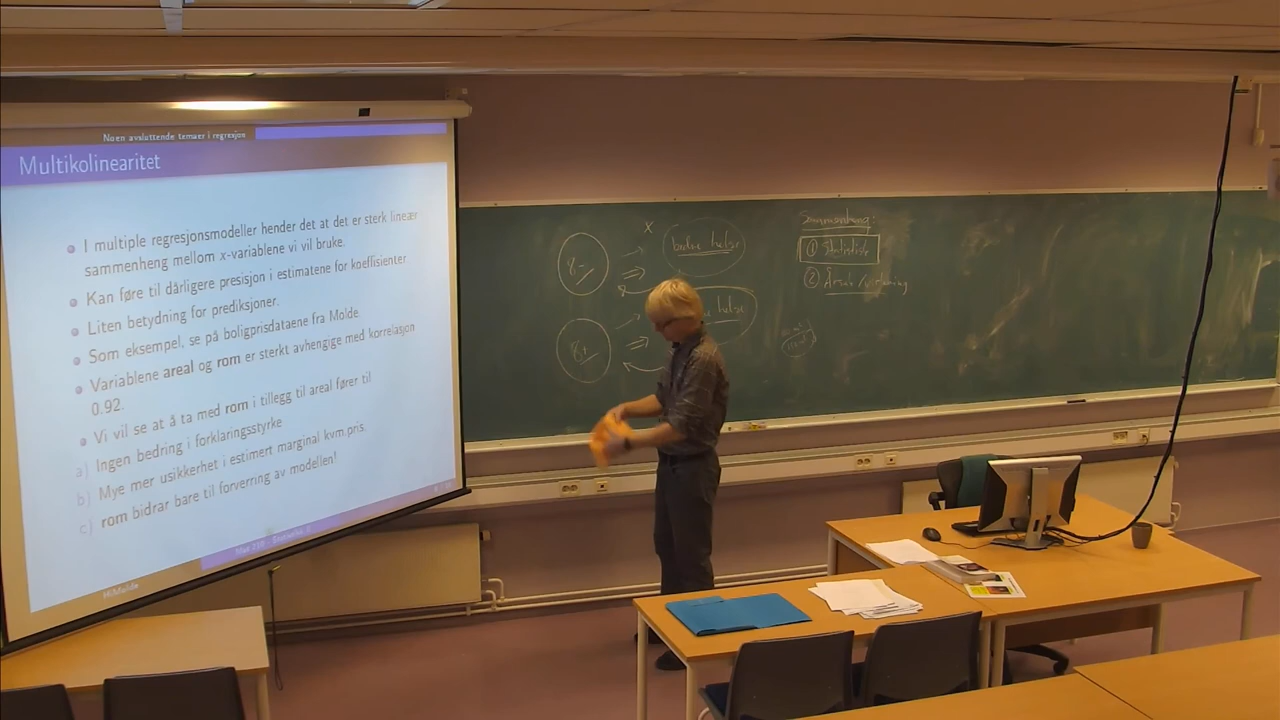 Noen avsluttende temaer i regresjon
Multikolinearitet
I multiple regresjonsmodeller hender det at det er sterk lineær
sammenheng mellom x-variablene vi vil bruke.
Kan føre til dårligere presisjon i estimatene for koeffisienter
Liten betydning for prediksjoner.
Som eksempel, se på boligprisdataene fra Molde.
Variablene areal og rom er sterkt avhengige med korrelasjon
0.92.
Vi vil se at å ta med rom i tillegg til areal fører til
a) Ingen bedring i forklaringsstyrke
b) Mye mer usikkerhet i estimert marginal kvm.pris.
c) rom bidrar bare til forverring av modellen!
HiMolde
x
8-
bedre helse
8+
helse
Sammenheng:
① Statistisk
② Årsak/virkning